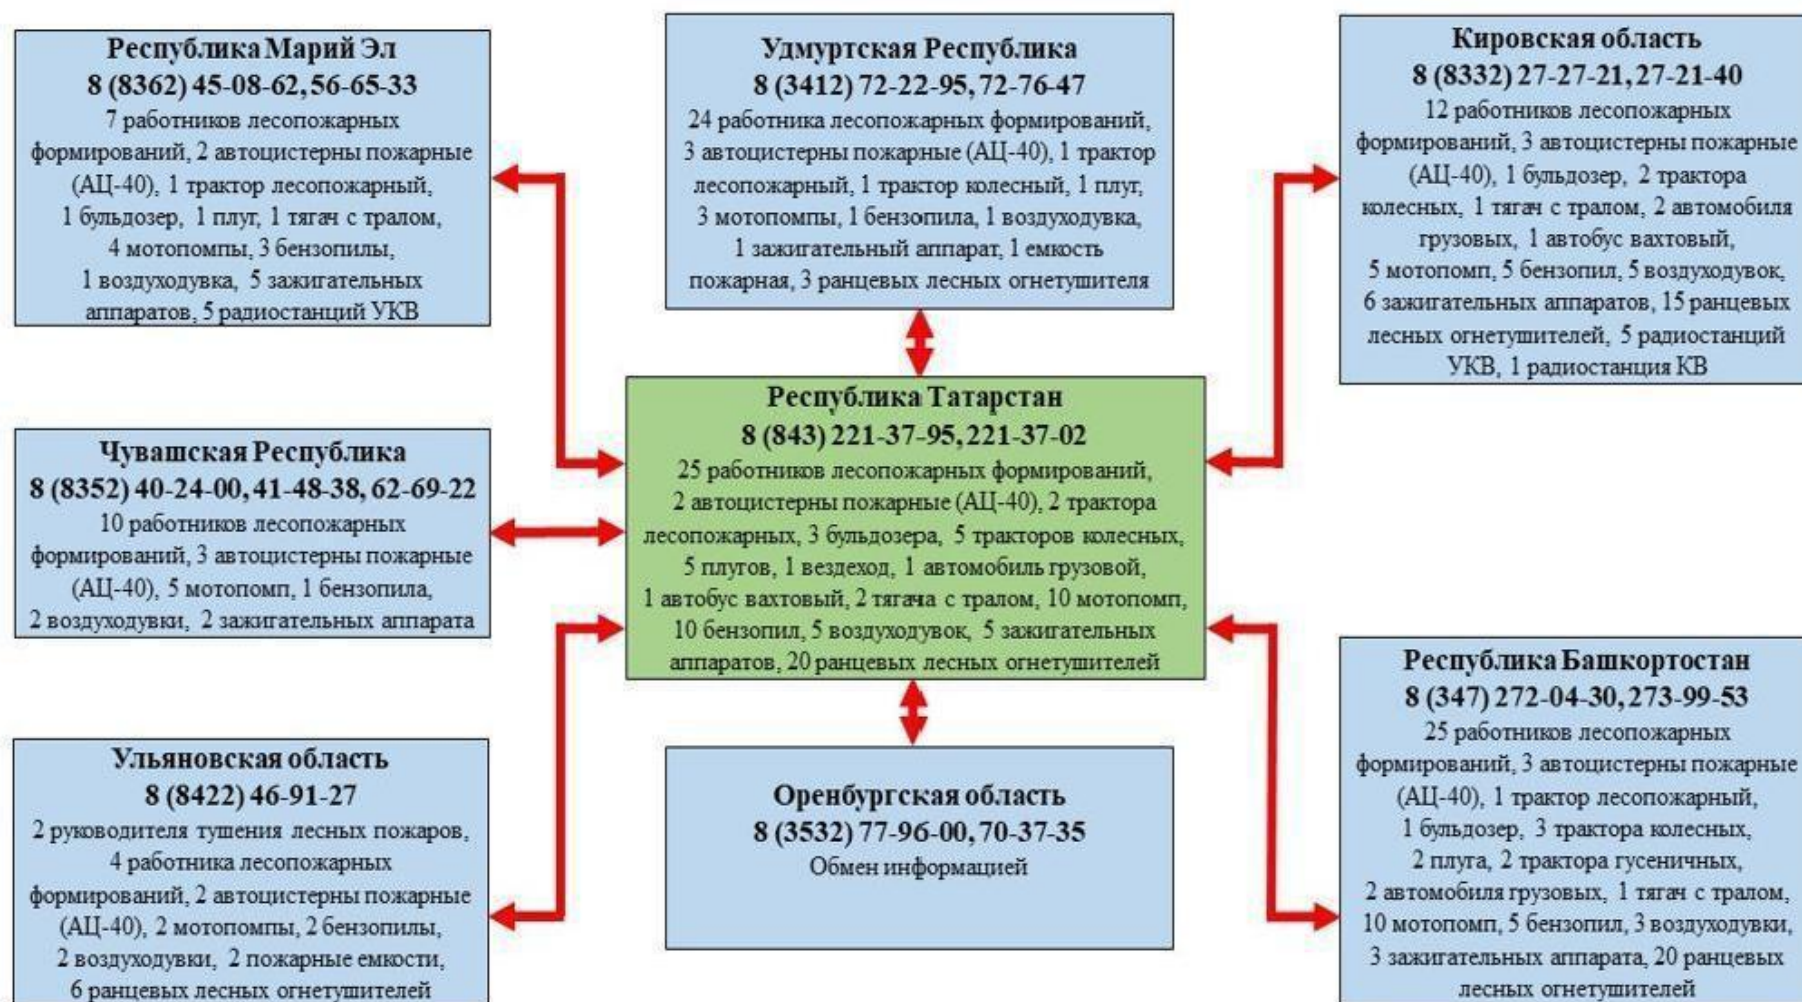 Республика Марий Эл
8 (8362) 45-08-62, 56-65-33
7 работников лесопожарных
формирований, 2 автоцистерны пожарные
(АЦ-40), 1 трактор лесопожарный,
1 бульдозер, 1 плуг, 1 тягач с тралом,
4 мотопомпы, 3 бензопилы,
1 воздуходувка, 5 зажигательных
аппаратов, 5 радиостанций УКВ
Удмуртская Республика
8 (3412) 72-22-95, 72-76-47
24 работника лесопожарных формирований,
3 автоцистерны пожарные (АЦ-40), 1 трактор
лесопожарный, 1 трактор колесный, 1 плуг,
3 мотопомпы, 1 бензопила, 1 воздуходувка,
1 зажигательный аппарат, 1 емкость
пожарная, 3 ранцевых лесных огнетушителя
Кировская область
8 (8332) 27-27-21, 27-21-40
12 работников лесопожарных
формирований, 3 автоцистерны пожарные
(АЦ-40), 1 бульдозер, 2 трактора
колесных, 1 тягач с тралом, 2 автомобиля
грузовых, 1 автобус вахтовый,
5 мотопомп, 5 бензопил, 5 воздуходувок,
6 зажигательных аппаратов, 15 ранцевых
лесных огнетушителей, 5 радиостанций
УКВ, 1 радиостанция КВ
Республика Татарстан
8 (843) 221-37-95, 221-37-02
25 работников лесопожарных формирований,
2 автоцистерны пожарные (АЦ-40), 2 трактора
лесопожарных, 3 бульдозера, 5 тракторов колесных,
5 плугов, 1 вездеход, 1 автомобиль грузовой,
1 автобус вахтовый, 2 тягача с тралом, 10 мотопомп,
10 бензопил, 5 воздуходувок, 5 зажигательных
аппаратов, 20 ранцевых лесных огнетушителей
Чувашская Республика
8 (8352) 40-24-00, 41-48-38, 62-69-22
10 работников лесопожарных
формирований, 3 автоцистерны пожарные
(АЦ-40), 5 мотопомп, 1 бензопила,
2 воздуходувки, 2 зажигательных аппарата
Ульяновская область
8 (8422) 46-91-27
2 руководителя тушения лесных пожаров,
4 работника лесопожарных
формирований, 2 автоцистерны пожарные
(АЦ-40), 2 мотопомпы, 2 бензопилы,
2 воздуходувки, 2 пожарные емкости,
6 ранцевых лесных огнетушителей
Оренбургская область
8 (3532) 77-96-00, 70-37-35
Обмен информацией
Республика Башкортостан
8 (347) 272-04-30, 273-99-53
25 работников лесопожарных
формирований, 3 автоцистерны пожарные
(АЦ-40), 1 трактор лесопожарный,
1 бульдозер, 3 трактора колесных,
2 плуга, 2 трактора гусеничных,
2 автомобиля грузовых, 1 тягач с тралом,
10 мотопомп, 5 бензопил, 3 воздуходувки,
3 зажигательных аппарата, 20 ранцевых
лесных огнетушителей